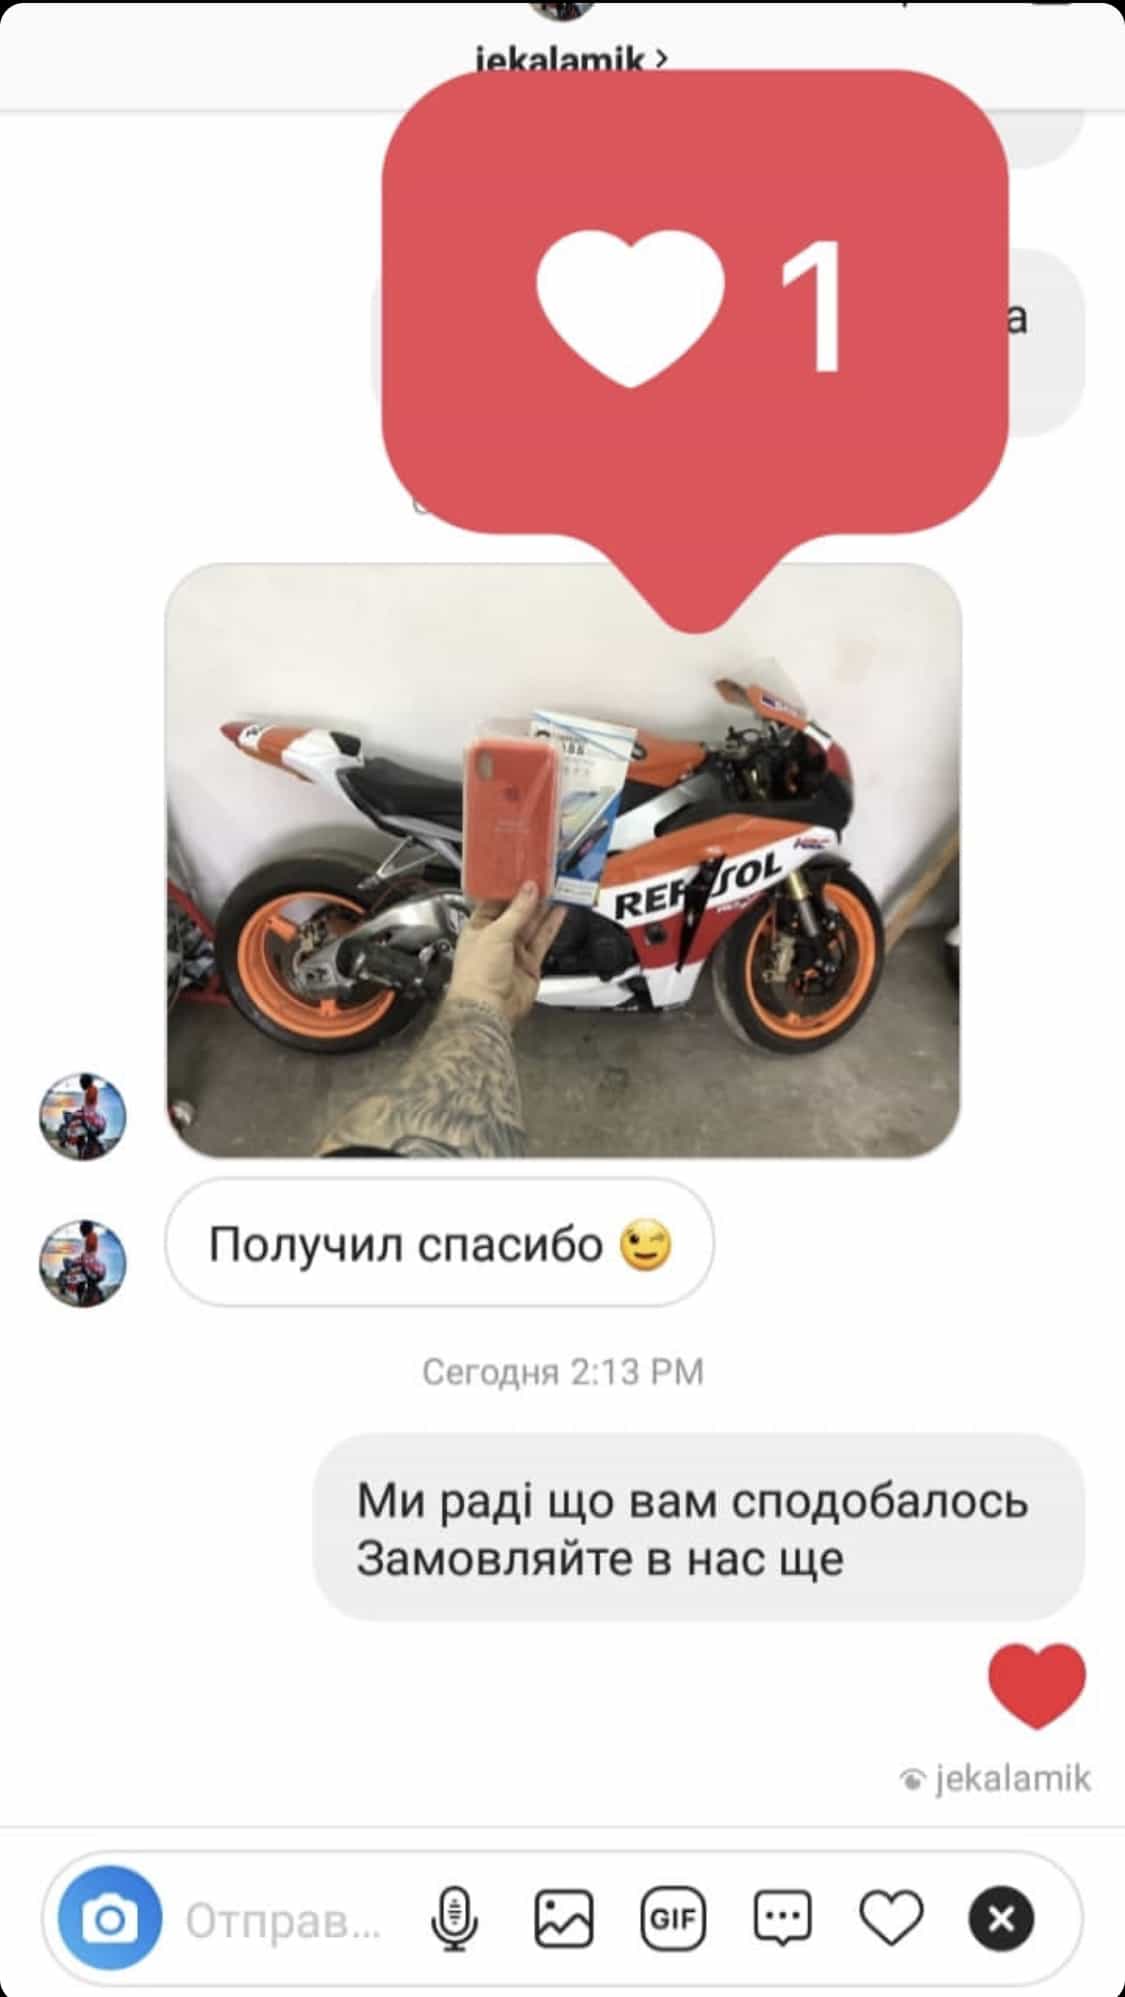 jekalamik >
1
а
REPSOL
Получил спасибо 😉
Сегодня 2:13 PM
Ми раді що вам сподобалось
Замовляйте в нас ще
jekalamik
Отправ...
GIF